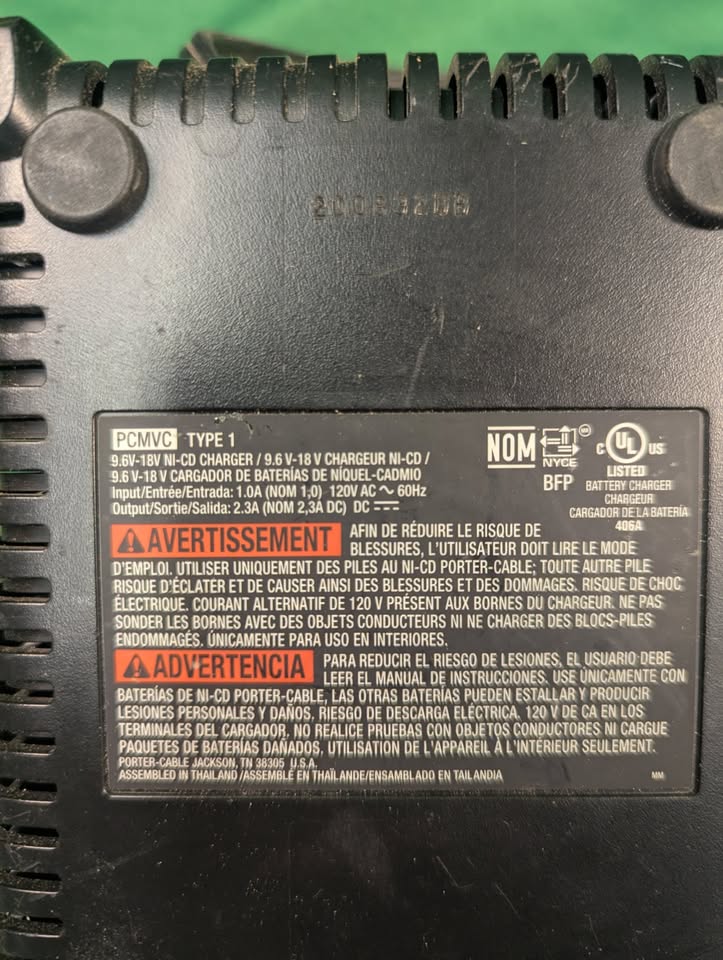 PCMVC TYPE 1
9.6V-18V NI-CD CHARGER / 9.6 V-18 V CHARGEUR NI-CD /
9.6 V-18 V CARGADOR DE BATERÍAS DE NÍQUEL-CADMIO
Input/Entrée/Entrada: 1.0A (NOM 1,0) 120V AC ~ 60Hz
Output/Sortie/Salida: 2.3A (NOM 2,3A DC) DC ⎓
NOM
NYCE
BFP
C UL US
LISTED
BATTERY CHARGER
CHARGEUR
CARGADOR DE LA BATERÍA
406A
AVERTISSEMENT AFIN DE RÉDUIRE LE RISQUE DE
BLESSURES, L'UTILISATEUR DOIT LIRE LE MODE
D'EMPLOI. UTILISER UNIQUEMENT DES PILES AU NI-CD PORTER-CABLE; TOUTE AUTRE PILE
RISQUE D'ÉCLATER ET DE CAUSER AINSI DES BLESSURES ET DES DOMMAGES. RISQUE DE CHOC
ÉLECTRIQUE. COURANT ALTERNATIF DE 120 V PRÉSENT AUX BORNES DU CHARGEUR. NE PAS
SONDER LES BORNES AVEC DES OBJETS CONDUCTEURS NI NE CHARGER DES BLOCS-PILES
ENDOMMAGÉS. ÚNICAMENTE PARA USO EN INTERIORES.
ADVERTENCIA PARA REDUCIR EL RIESGO DE LESIONES, EL USUARIO DEBE
LEER EL MANUAL DE INSTRUCCIONES. USE ÚNICAMENTE CON
BATERÍAS DE NI-CD PORTER-CABLE, LAS OTRAS BATERÍAS PUEDEN ESTALLAR Y PRODUCIR
LESIONES PERSONALES Y DAÑOS. RIESGO DE DESCARGA ELÉCTRICA. 120 V DE CA EN LOS
TERMINALES DEL CARGADOR. NO REALICE PRUEBAS CON OBJETOS CONDUCTORES NI CARGUE
PAQUETES DE BATERÍAS DAÑADOS, UTILISATION DE L'APPAREIL À L'INTÉRIEUR SEULEMENT.
PORTER-CABLE JACKSON, TN 38305 U.S.A.
ASSEMBLED IN THAILAND/ASSEMBLÉ EN THAÏLANDE/ENSAMBLADO EN TAILANDIA
MM